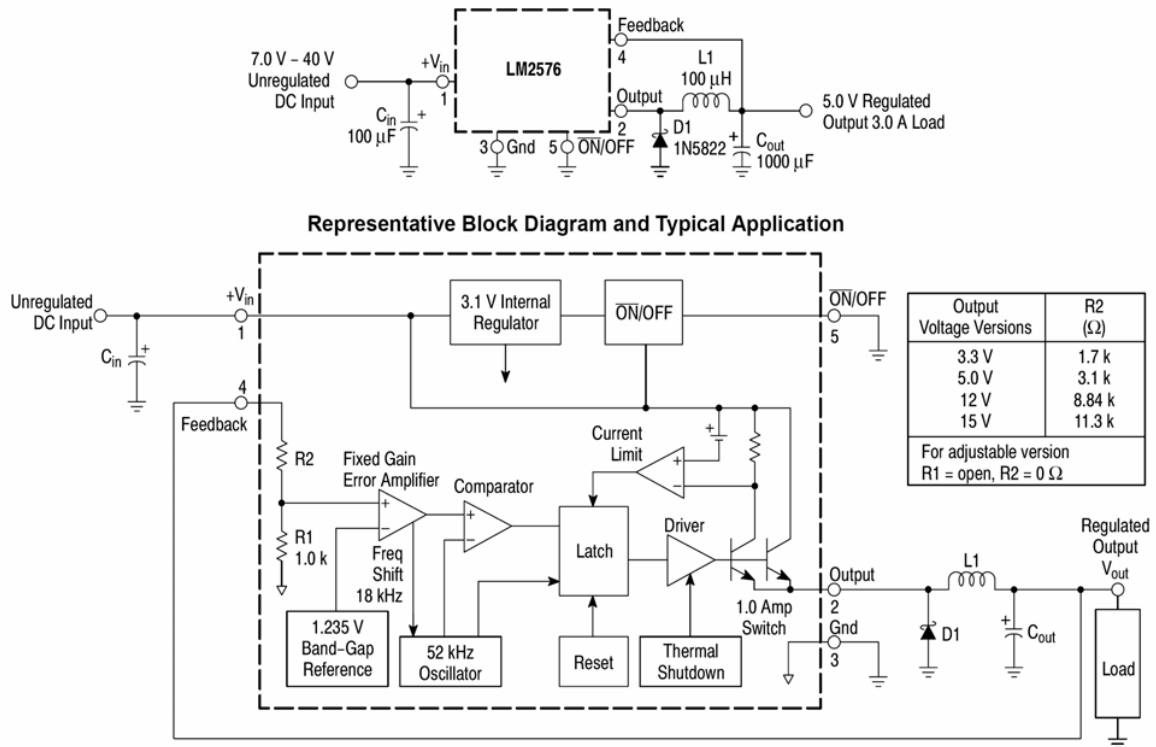 Feedback
4
7.0 V – 40 V
Unregulated
DC Input
+Vin
1
LM2576
L1
100 μH
Output
2
5.0 V Regulated
Output 3.0 A Load
Cin
100 μF
+
3
Gnd
5
ON/OFF
D1
1N5822
+
Cout
1000 μF
Representative Block Diagram and Typical Application
Unregulated
DC Input
+Vin
1
Cin
+
3.1 V Internal
Regulator
ON/OFF
ON/OFF
5
Output
Voltage Versions
R2
(Ω)
3.3 V
1.7 k
5.0 V
3.1 k
12 V
8.84 k
15 V
11.3 k
For adjustable version
R1 = open, R2 = 0 Ω
4
Feedback
R2
Fixed Gain
Error Amplifier
Comparator
Current
Limit
+
+
–
+
–
+
–
R1
1.0 k
Freq
Shift
18 kHz
Latch
Driver
1.0 Amp
Switch
Output
2
Gnd
3
L1
D1
+
Cout
Regulated
Output
Vout
Load
1.235 V
Band–Gap
Reference
52 kHz
Oscillator
Reset
Thermal
Shutdown